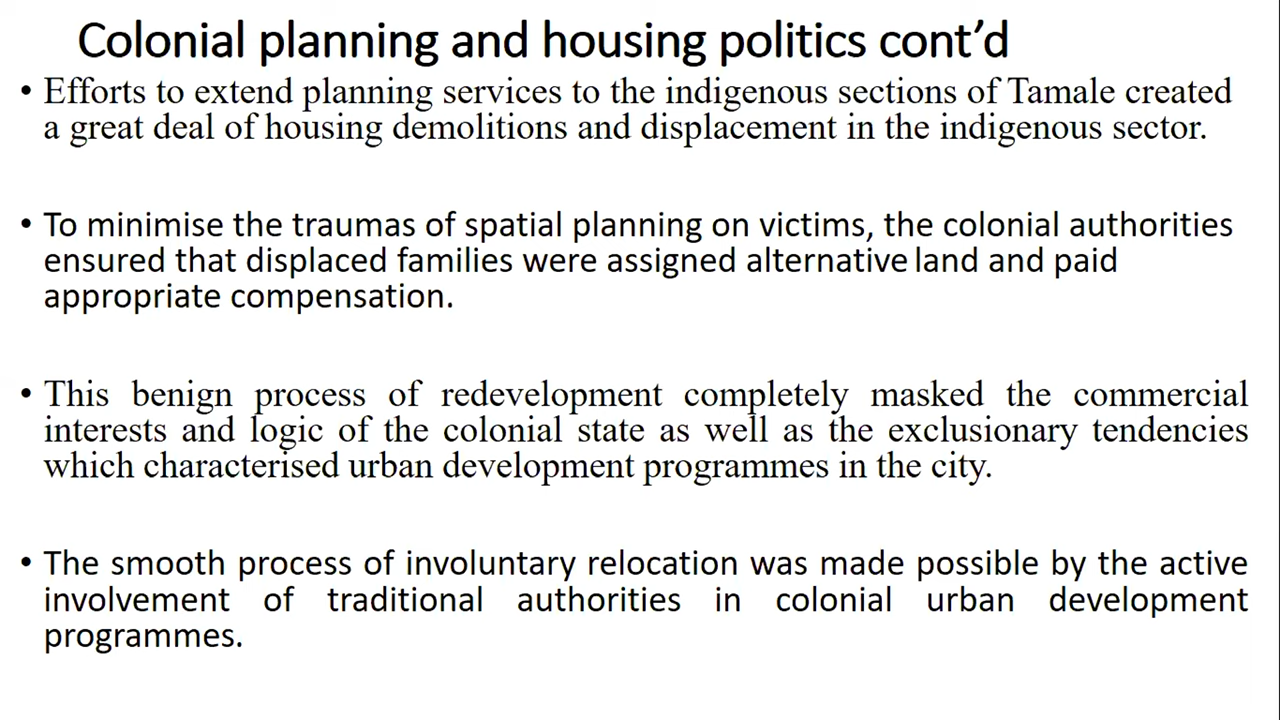 Colonial planning and housing politics cont’d
• Efforts to extend planning services to the indigenous sections of Tamale created
a great deal of housing demolitions and displacement in the indigenous sector.
• To minimise the traumas of spatial planning on victims, the colonial authorities
ensured that displaced families were assigned alternative land and paid
appropriate compensation.
• This benign process of redevelopment completely masked the commercial
interests and logic of the colonial state as well as the exclusionary tendencies
which characterised urban development programmes in the city.
• The smooth process of involuntary relocation was made possible by the active
involvement of traditional authorities in colonial urban development
programmes.